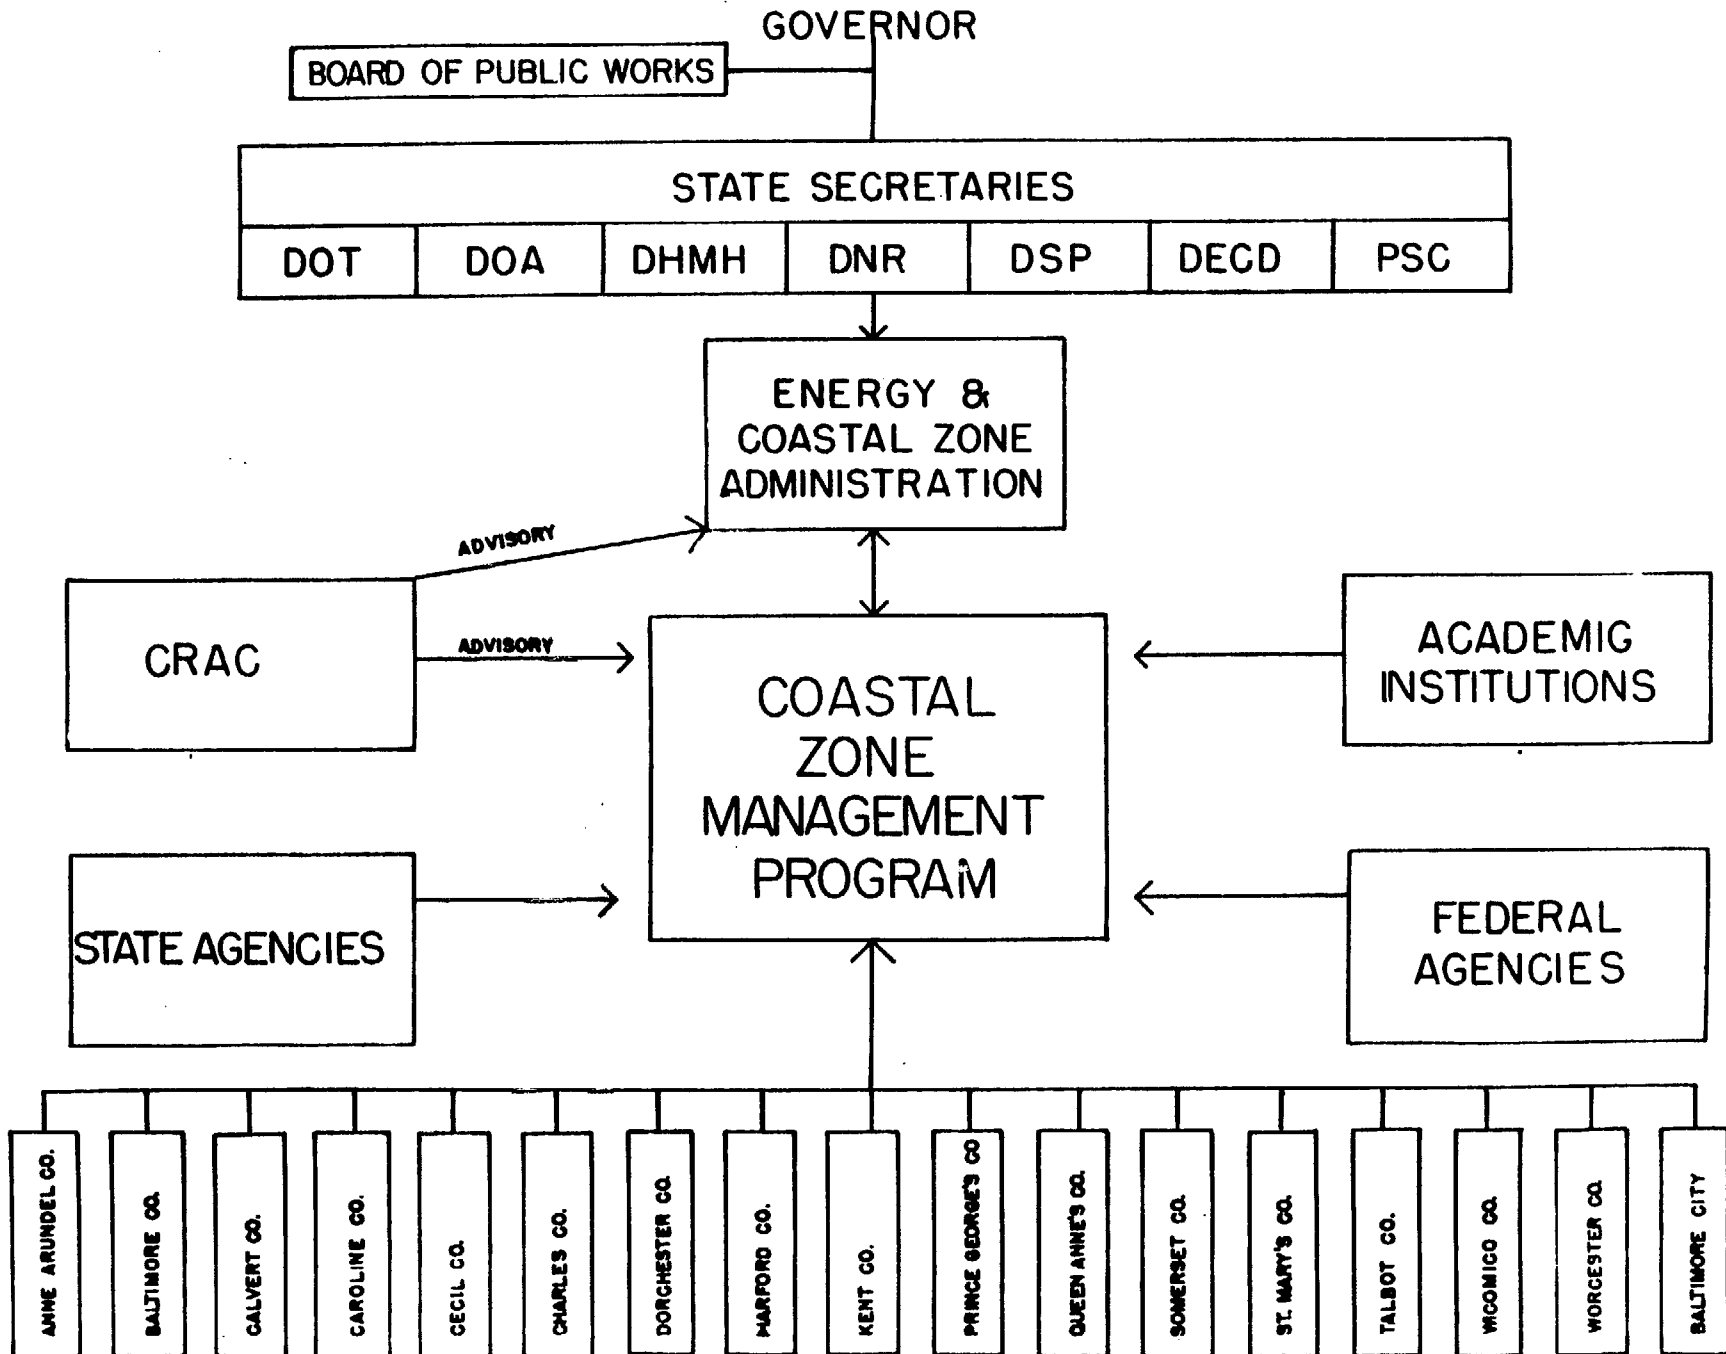 GOVERNOR
BOARD OF PUBLIC WORKS
STATE SECRETARIES
DOT
DOA
DHMH
DNR
DSP
DECD
PSC
ENERGY &
COASTAL ZONE
ADMINISTRATION
ADVISORY
CRAC
ADVISORY
ACADEMIC
INSTITUTIONS
COASTAL
ZONE
MANAGEMENT
PROGRAM
STATE AGENCIES
FEDERAL
AGENCIES
ANNE ARUNDEL CO.
BALTIMORE CO.
CALVERT CO.
CAROLINE CO.
CECIL CO.
CHARLES CO.
DORCHESTER CO.
HARFORD CO.
KENT CO.
PRINCE GEORGE'S CO
QUEEN ANNE'S CO.
SOMERSET CO.
ST. MARY'S CO.
TALBOT CO.
WICOMICO CO.
WORCESTER CO.
BALTIMORE CITY